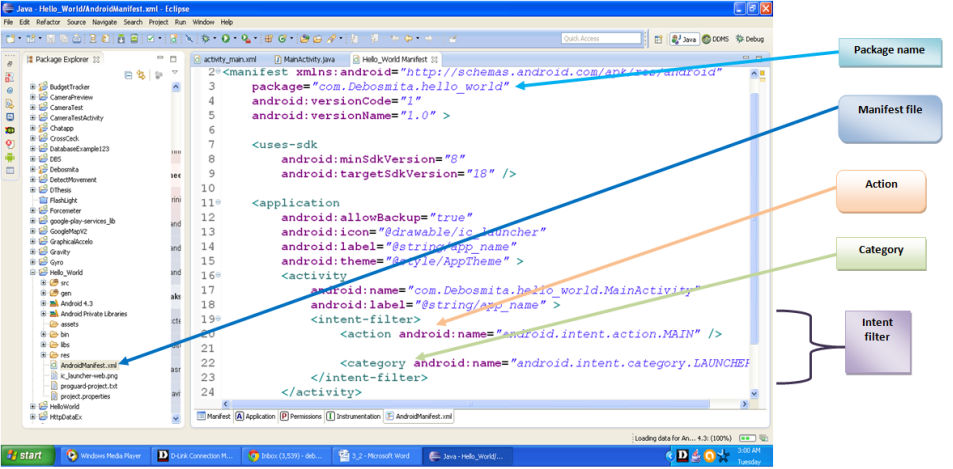 Java - Hello_World/AndroidManifest.xml - Eclipse
File Edit Refactor Source Navigate Search Project Run Window Help
Quick Access
Java DDMS Debug
Package Explorer
activity_main.xml MainActivity.java Hello_World Manifest
BudgetTracker
CameraPreview
CameraTest
CameraTestActivity
Chatapp
CrossCeck
DatabaseExample123
DBS
Debosmita
DetectMovement
DThesis
FlashLight
Forcemeter
google-play-services_lib
GoogleMapV2
GraphicalAccelo
Gravity
Gyro
Hello_World
src
gen
Android 4.3
Android Private Libraries
assets
bin
libs
res
AndroidManifest.xml
ic_launcher-web.png
proguard-project.txt
project.properties
HelloWorld
HttpDataEx
2 <manifest xmlns:android="http://schemas.android.com/apk/res/android"
3 package="com.Debosmita.hello_world"
4 android:versionCode="1"
5 android:versionName="1.0" >
6
7 <uses-sdk
8 android:minSdkVersion="8"
9 android:targetSdkVersion="18" />
10
11 <application
12 android:allowBackup="true"
13 android:icon="@drawable/ic_launcher"
14 android:label="@string/app_name"
15 android:theme="@style/AppTheme" >
16 <activity
17 android:name="com.Debosmita.hello_world.MainActivity"
18 android:label="@string/app_name" >
19 <intent-filter>
20 <action android:name="android.intent.action.MAIN" />
21
22 <category android:name="android.intent.category.LAUNCHER
23 </intent-filter>
24 </activity>
Manifest Application Permissions Instrumentation AndroidManifest.xml
Loading data for An... 4.3: (100%)
Package name
Manifest file
Action
Category
Intent
filter
start Windows Media Player D-Link Connection M... Inbox (3,539) - deb... 3_2 - Microsoft Word Java - Hello_World/...
3:00 AM
Tuesday